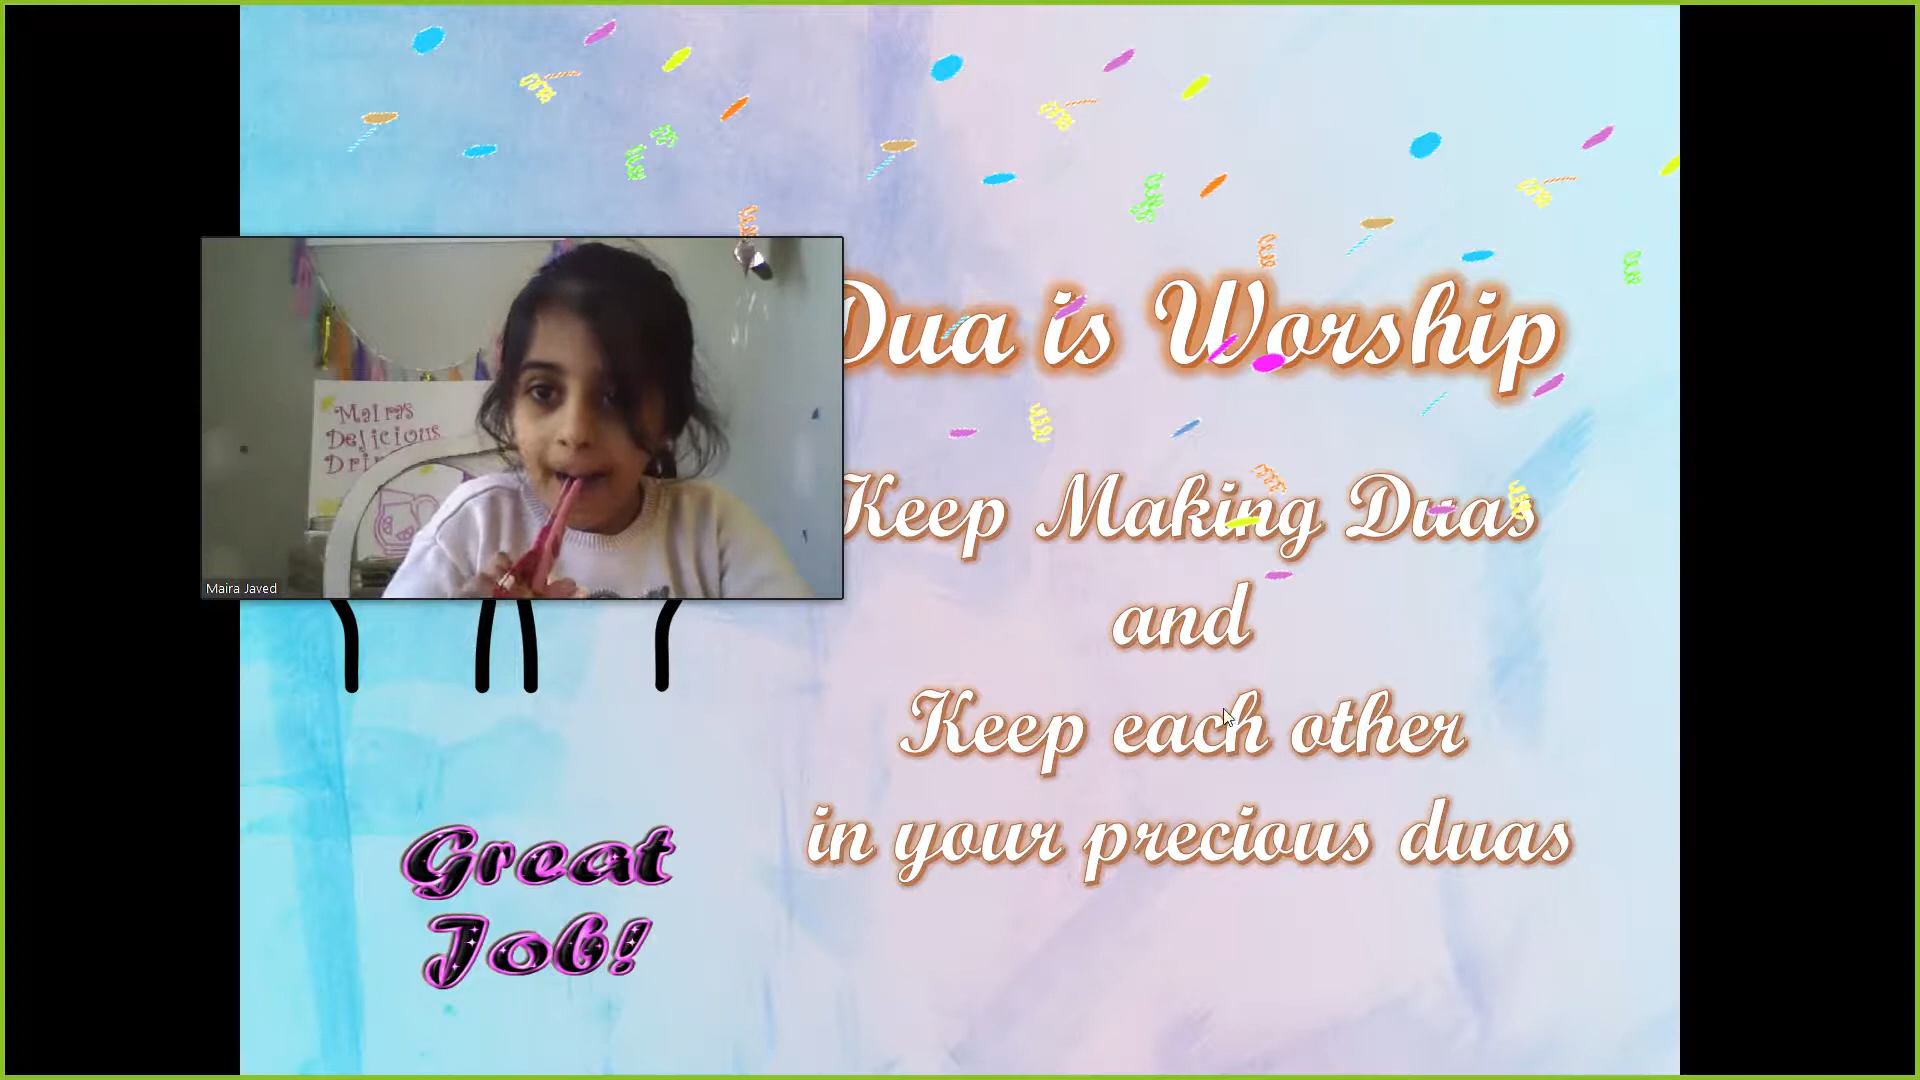 Dua is Worship
Maira's
Delicious
Keep Making Duas
and
Maira Javed
Keep each other
in your precious duas
Great
Job!